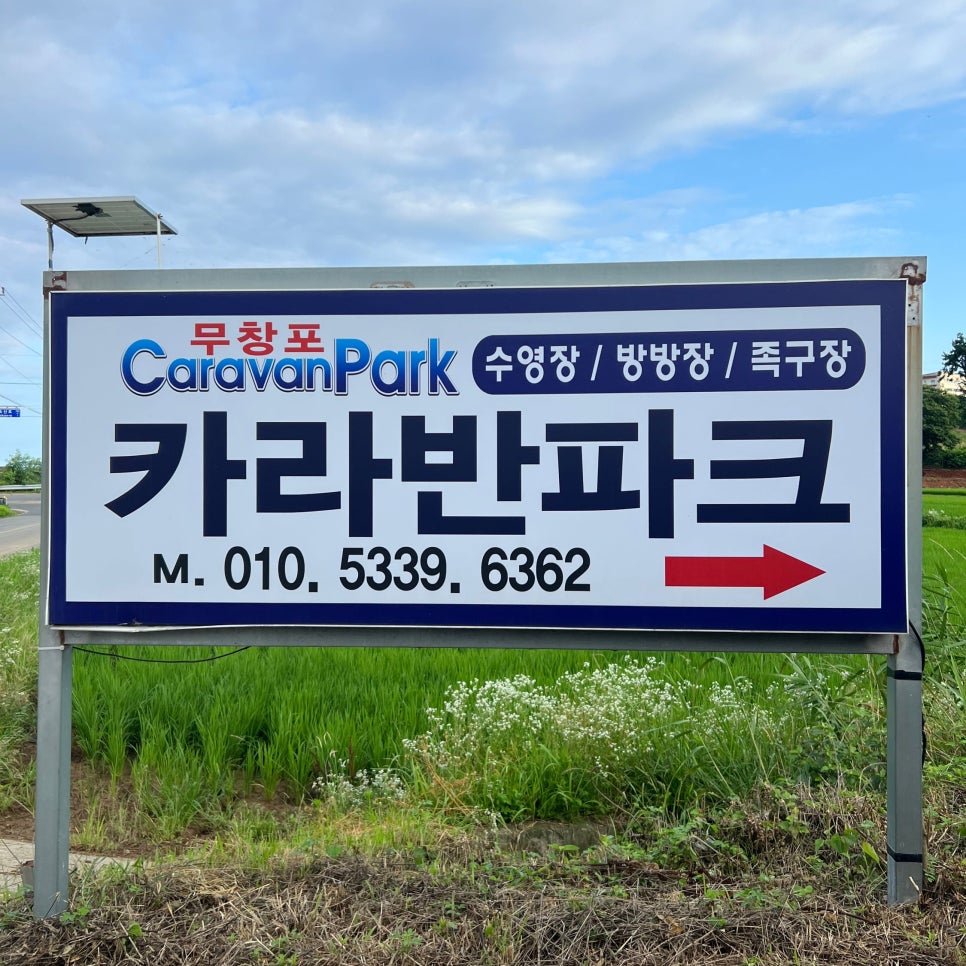 무창포
CaravanPark
수영장 / 방방장 / 족구장
카라반파크
M. 010. 5339. 6362